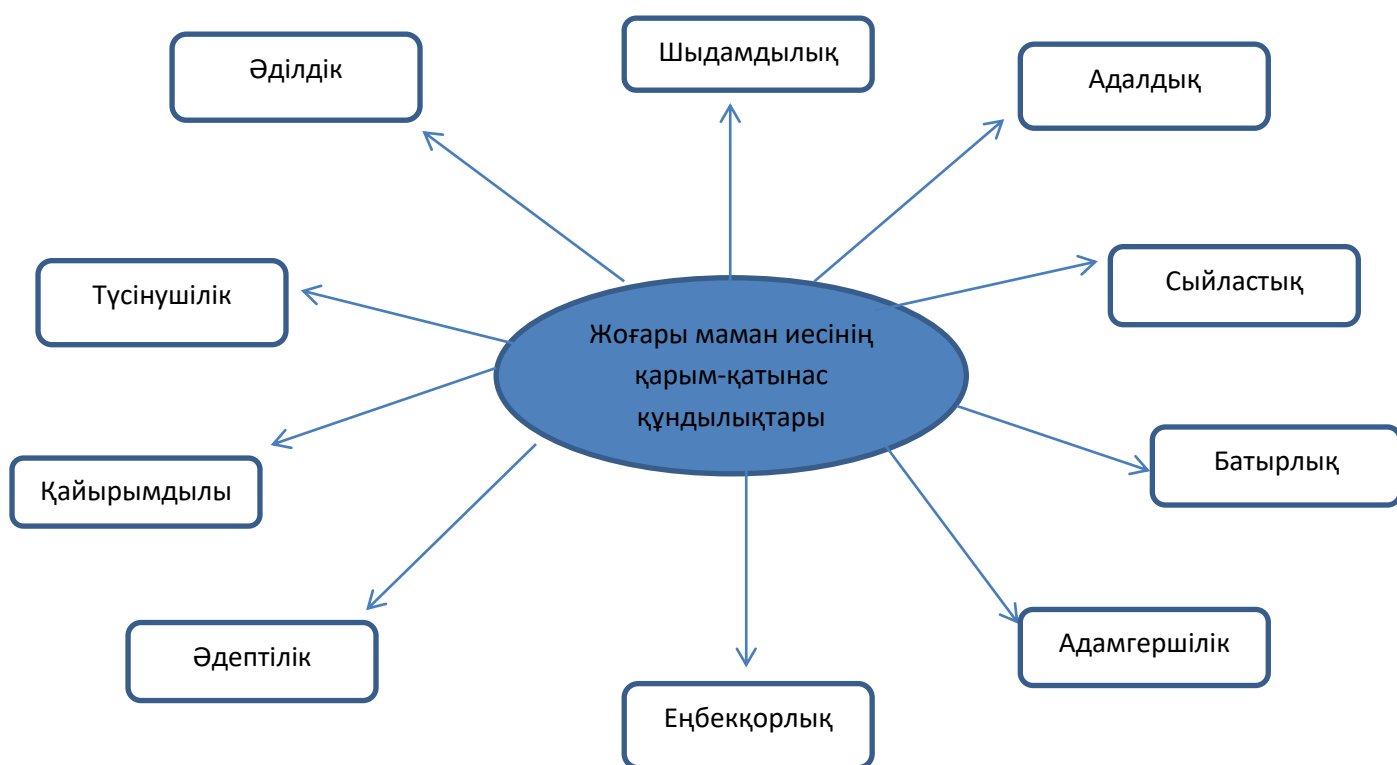 Шыдамдылық
Әділдік
Адалдық
Түсінушілік
Сыйластық
Жоғары маман иесінің
қарым-қатынас
құндылықтары
Батырлық
Қайырымдылы
Әдептілік
Адамгершілік
Еңбекқорлық